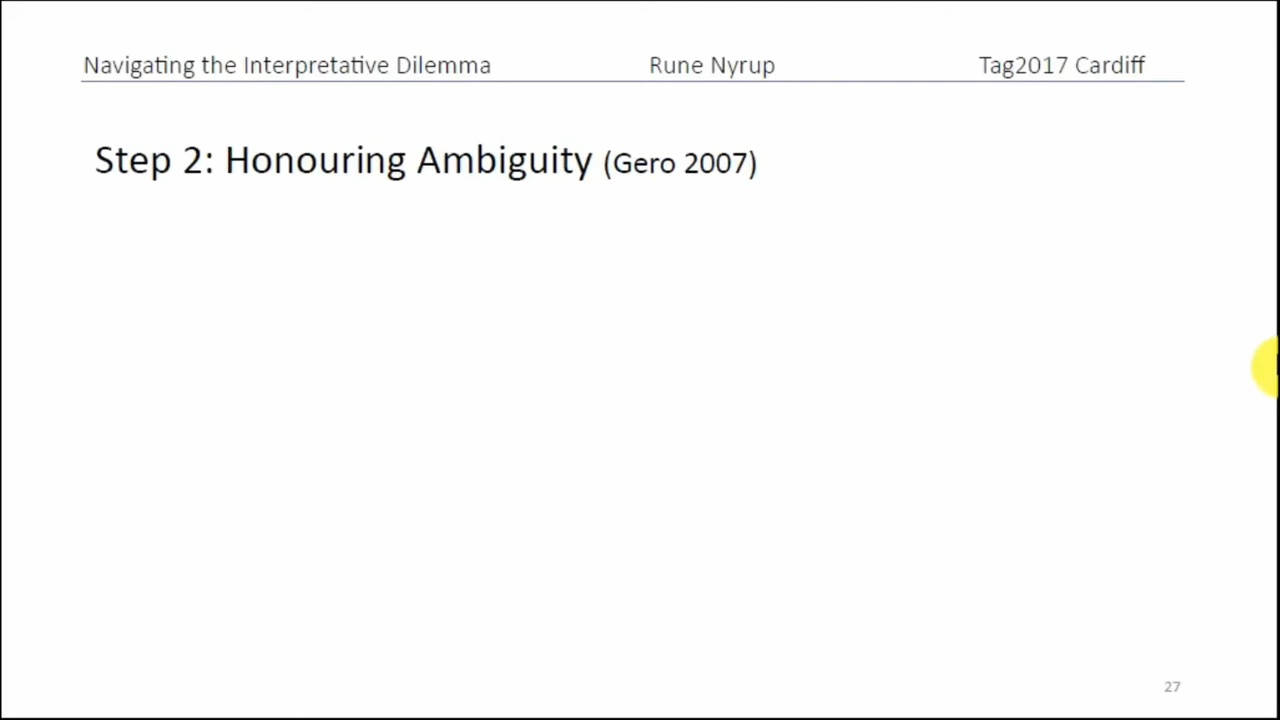 Navigating the Interpretative Dilemma Rune Nyrup Tag2017 Cardiff
Step 2: Honouring Ambiguity (Gero 2007)
27